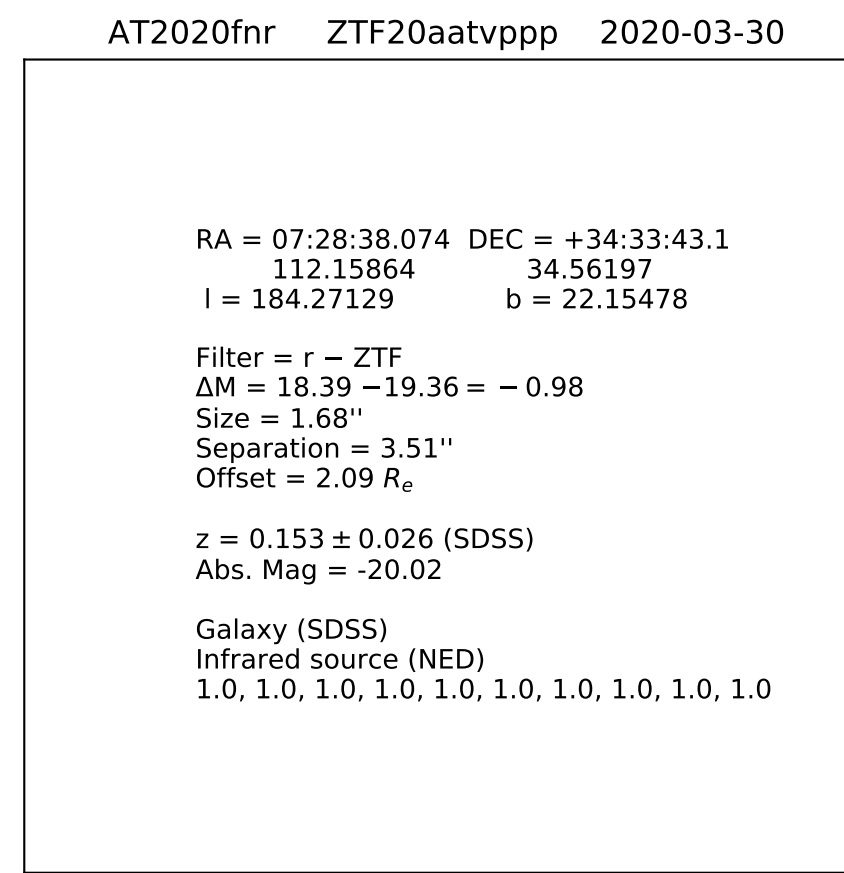 AT2020fnr ZTF20aatvppp 2020-03-30
RA = 07:28:38.074 DEC = +34:33:43.1
112.15864 34.56197
l = 184.27129 b = 22.15478
Filter = r − ZTF
ΔM = 18.39 −19.36 = − 0.98
Size = 1.68''
Separation = 3.51''
Offset = 2.09 Re
z = 0.153 ± 0.026 (SDSS)
Abs. Mag = -20.02
Galaxy (SDSS)
Infrared source (NED)
1.0, 1.0, 1.0, 1.0, 1.0, 1.0, 1.0, 1.0, 1.0, 1.0